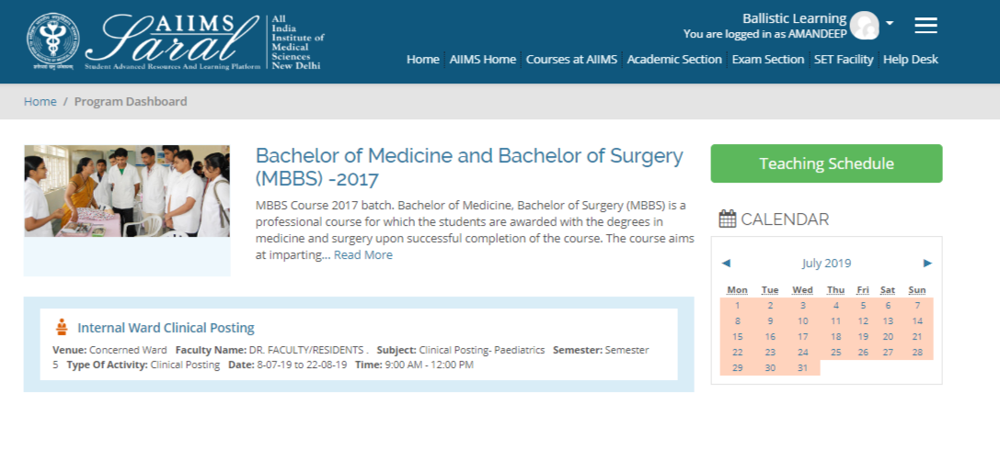 AIIMS
Saral
Student Advanced Resources And Learning Platform
All
India
Institute of
Medical
Sciences
New Delhi
Ballistic Learning
You are logged in as AMANDEEP
Home AIIMS Home Courses at AIIMS Academic Section Exam Section SET Facility Help Desk
Home / Program Dashboard
Bachelor of Medicine and Bachelor of Surgery
(MBBS) -2017
MBBS Course 2017 batch. Bachelor of Medicine, Bachelor of Surgery (MBBS) is a
professional course for which the students are awarded with the degrees in
medicine and surgery upon successful completion of the course. The course aims
at imparting... Read More
Internal Ward Clinical Posting
Venue: Concerned Ward Faculty Name: DR. FACULTY/RESIDENTS . Subject: Clinical Posting- Paediatrics Semester: Semester
5 Type Of Activity: Clinical Posting Date: 8-07-19 to 22-08-19 Time: 9:00 AM - 12:00 PM
Teaching Schedule
CALENDAR
◄ July 2019 ►
Mon Tue Wed Thu Fri Sat Sun
1 2 3 4 5 6 7
8 9 10 11 12 13 14
15 16 17 18 19 20 21
22 23 24 25 26 27 28
29 30 31